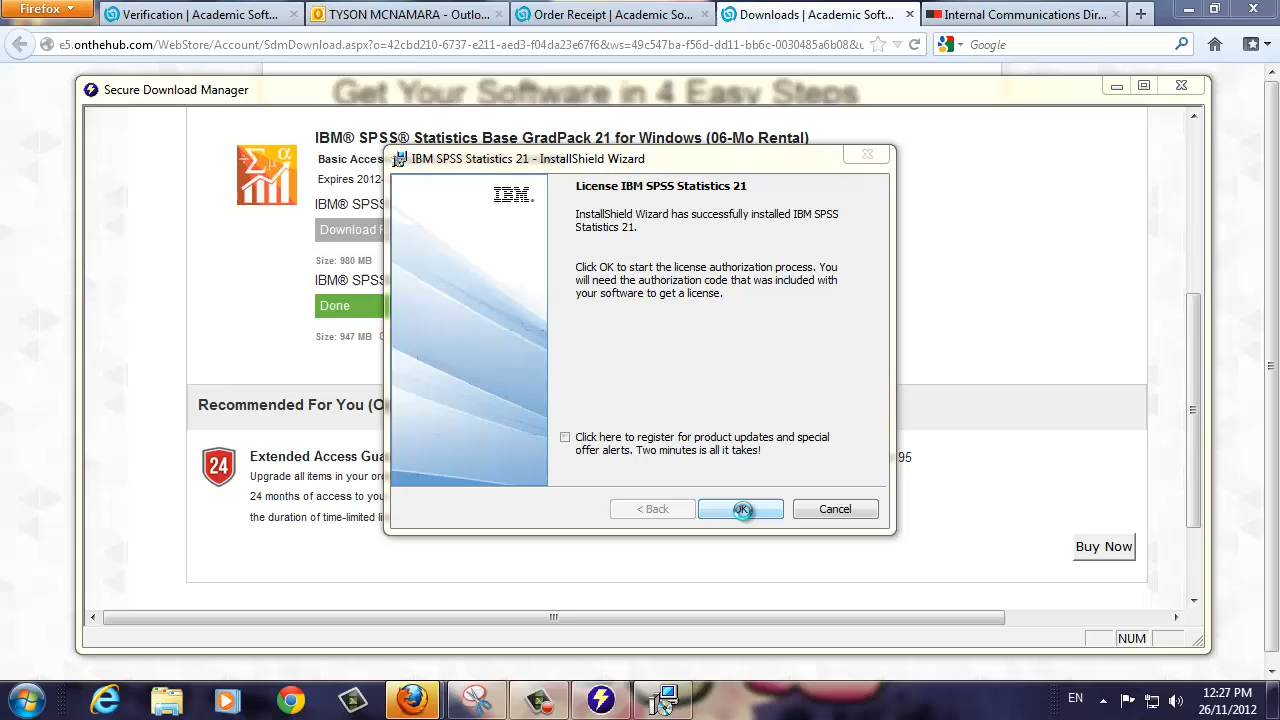 Firefox
Verification | Academic Soft...
TYSON MCNAMARA - Outlo...
Order Receipt | Academic So...
Downloads | Academic Soft...
Internal Communications Dir...
e5.onthehub.com/WebStore/Account/SdmDownload.aspx?o=42cbd210-6737-e211-aed3-f04da23e67f6&ws=49c547ba-f56d-dd11-bb6c-0030485a6b08&u
Google
Get Your Software in 4 Easy Steps
Secure Download Manager
IBM® SPSS® Statistics Base GradPack 21 for Windows (06-Mo Rental)
Basic Acces
Expires 2012-
IBM® SPSS
Download F
Size: 980 MB
IBM® SPS
Done
Size: 947 MB
IBM SPSS Statistics 21 - InstallShield Wizard
IBM.
License IBM SPSS Statistics 21
InstallShield Wizard has successfully installed IBM SPSS
Statistics 21.
Click OK to start the license authorization process. You
will need the authorization code that was included with
your software to get a license.
Click here to register for product updates and special
offer alerts. Two minutes is all it takes!
< Back
OK
Cancel
Recommended For You (O
24
Extended Access Gua
95
Upgrade all items in your ord
24 months of access to you
the duration of time-limited li
Buy Now
NUM
EN
12:27 PM
26/11/2012